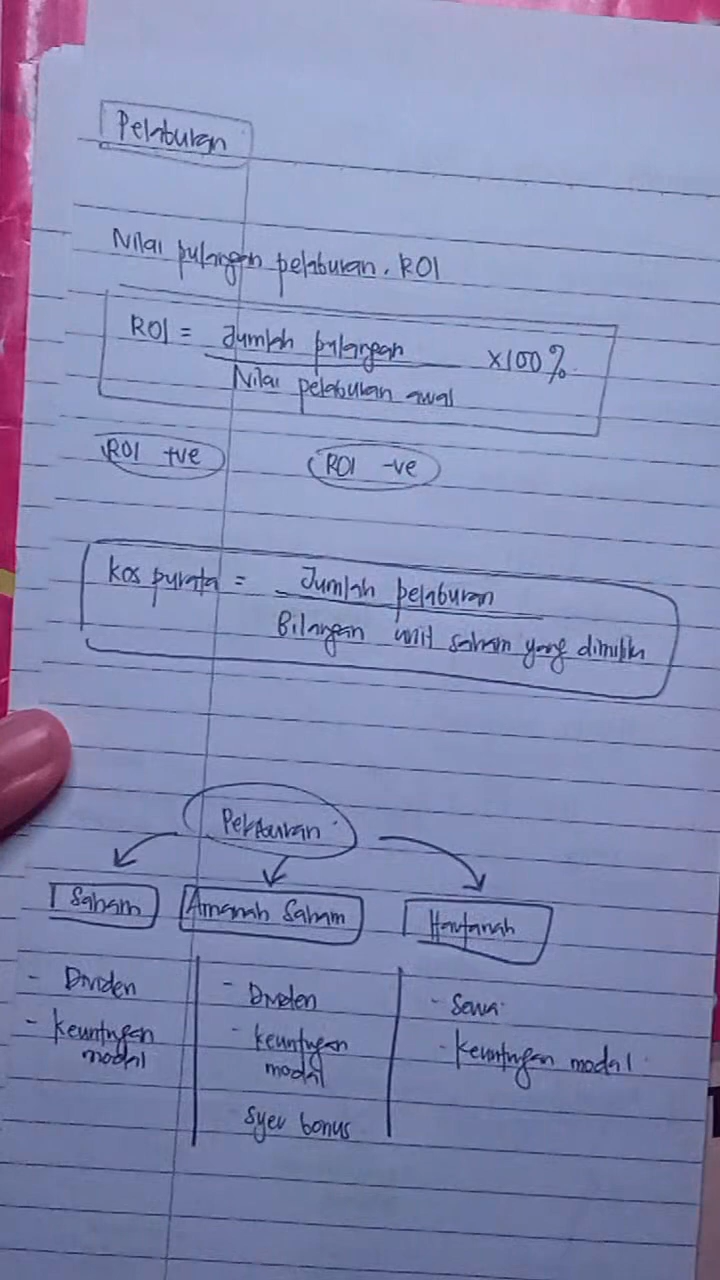 Pelaburan
Nilai pulangan pelaburan. ROI
ROI = Jumlah pulangan × 100%
Nilai pelaburan awal
ROI +ve
ROI -ve
Kos purata = Jumlah pelaburan
Bilangan unit saham yang dimiliki
Pelaburan
Saham
Amanah Saham
Hartanah
- Dividen
- keuntungan
modal
- Dividen
- keuntungan
modal
syer bonus
- Sewa
- keuntungan modal